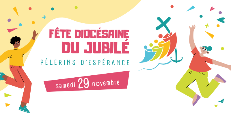 FÊTE DIOCÉSAINE
DU JUBILÉ
PÈLERINS D'ESPÉRANCE
samedi 29 novembre